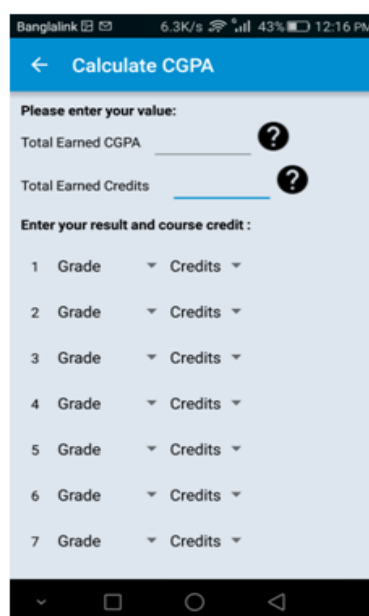 Banglalink 6.3K/s 43% 12:16 PM
← Calculate CGPA
Please enter your value:
Total Earned CGPA ?
Total Earned Credits ?
Enter your result and course credit :
1 Grade Credits
2 Grade Credits
3 Grade Credits
4 Grade Credits
5 Grade Credits
6 Grade Credits
7 Grade Credits